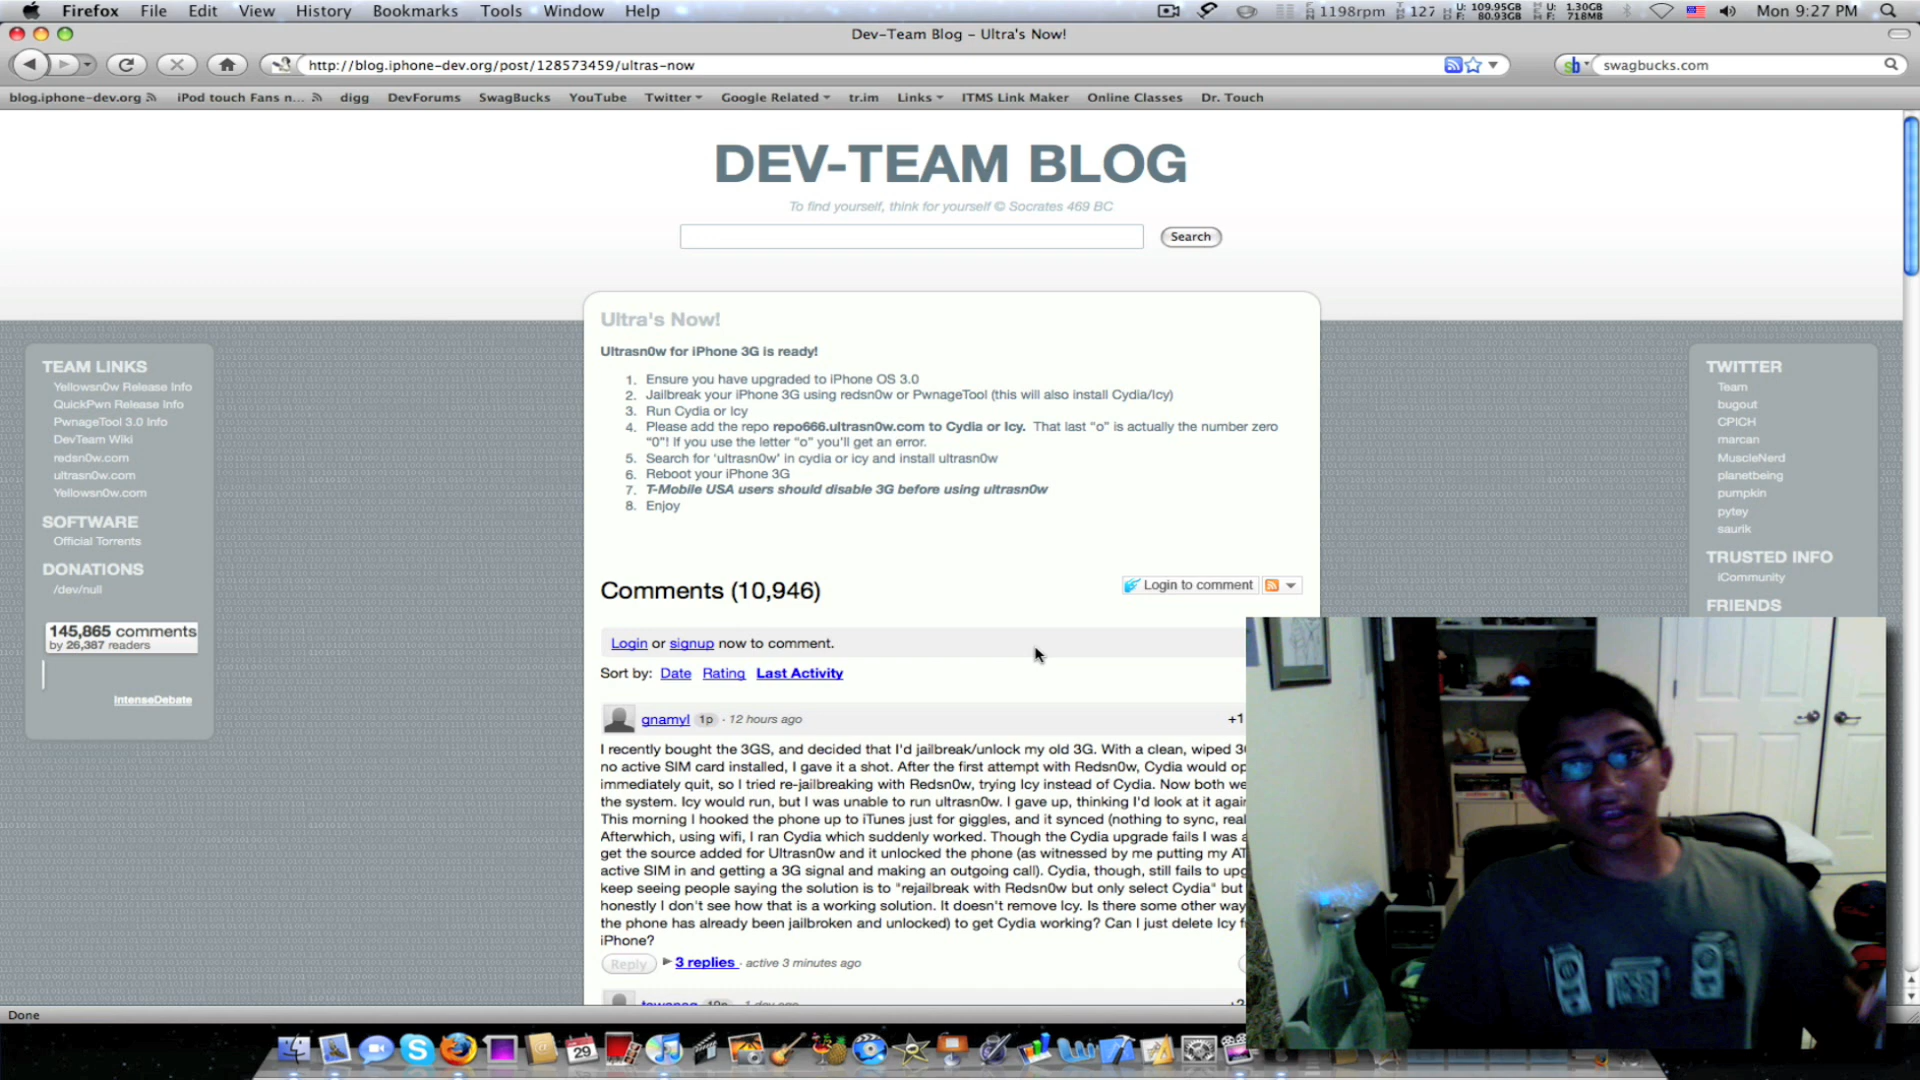 Firefox File Edit View History Bookmarks Tools Window Help
1198rpm 127 U: 109.95GB F: 80.93GB U: 1.30GB F: 718MB Mon 9:27 PM
Dev-Team Blog – Ultra's Now!
http://blog.iphone-dev.org/post/128573459/ultras-now
swagbucks.com
blog.iphone-dev.org iPod touch Fans n... digg DevForums SwagBucks YouTube Twitter Google Related tr.im Links ITMS Link Maker Online Classes Dr. Touch
DEV-TEAM BLOG
To find yourself, think for yourself © Socrates 469 BC
Search
TEAM LINKS
Yellowsn0w Release Info
QuickPwn Release Info
PwnageTool 3.0 Info
DevTeam Wiki
redsn0w.com
ultrasn0w.com
Yellowsn0w.com
SOFTWARE
Official Torrents
DONATIONS
/dev/null
145,865 comments
by 26,387 readers
IntenseDebate
Ultra's Now!
Ultrasn0w for iPhone 3G is ready!
1. Ensure you have upgraded to iPhone OS 3.0
2. Jailbreak your iPhone 3G using redsn0w or PwnageTool (this will also install Cydia/Icy)
3. Run Cydia or Icy
4. Please add the repo repo666.ultrasn0w.com to Cydia or Icy. That last "o" is actually the number zero
"0"! If you use the letter "o" you'll get an error.
5. Search for 'ultrasn0w' in cydia or icy and install ultrasn0w
6. Reboot your iPhone 3G
7. T-Mobile USA users should disable 3G before using ultrasn0w
8. Enjoy
Comments (10,946)
Login to comment
Login or signup now to comment.
Sort by: Date Rating Last Activity
gnamyl 1p · 12 hours ago +1
I recently bought the 3GS, and decided that I'd jailbreak/unlock my old 3G. With a clean, wiped
no active SIM card installed, I gave it a shot. After the first attempt with Redsn0w, Cydia would
immediately quit, so I tried re-jailbreaking with Redsn0w, trying Icy instead of Cydia. Now both
the system. Icy would run, but I was unable to run ultrasn0w. I gave up, thinking I'd look at it
This morning I hooked the phone up to iTunes just for giggles, and it synced (nothing to sync,
Afterwhich, using wifi, I ran Cydia which suddenly worked. Though the Cydia upgrade fails I was
get the source added for Ultrasn0w and it unlocked the phone (as witnessed by me putting my
active SIM in and getting a 3G signal and making an outgoing call). Cydia, though, still fails to
keep seeing people saying the solution is to "rejailbreak with Redsn0w but only select Cydia" but
honestly I don't see how that is a working solution. It doesn't remove Icy. Is there some other way
the phone has already been jailbroken and unlocked) to get Cydia working? Can I just delete Icy
iPhone?
Reply 3 replies · active 3 minutes ago
TWITTER
Team
bugout
CPICH
marcan
MuscleNerd
planetbeing
pumpkin
pytey
saurik
TRUSTED INFO
iCommunity
FRIENDS
Done
29